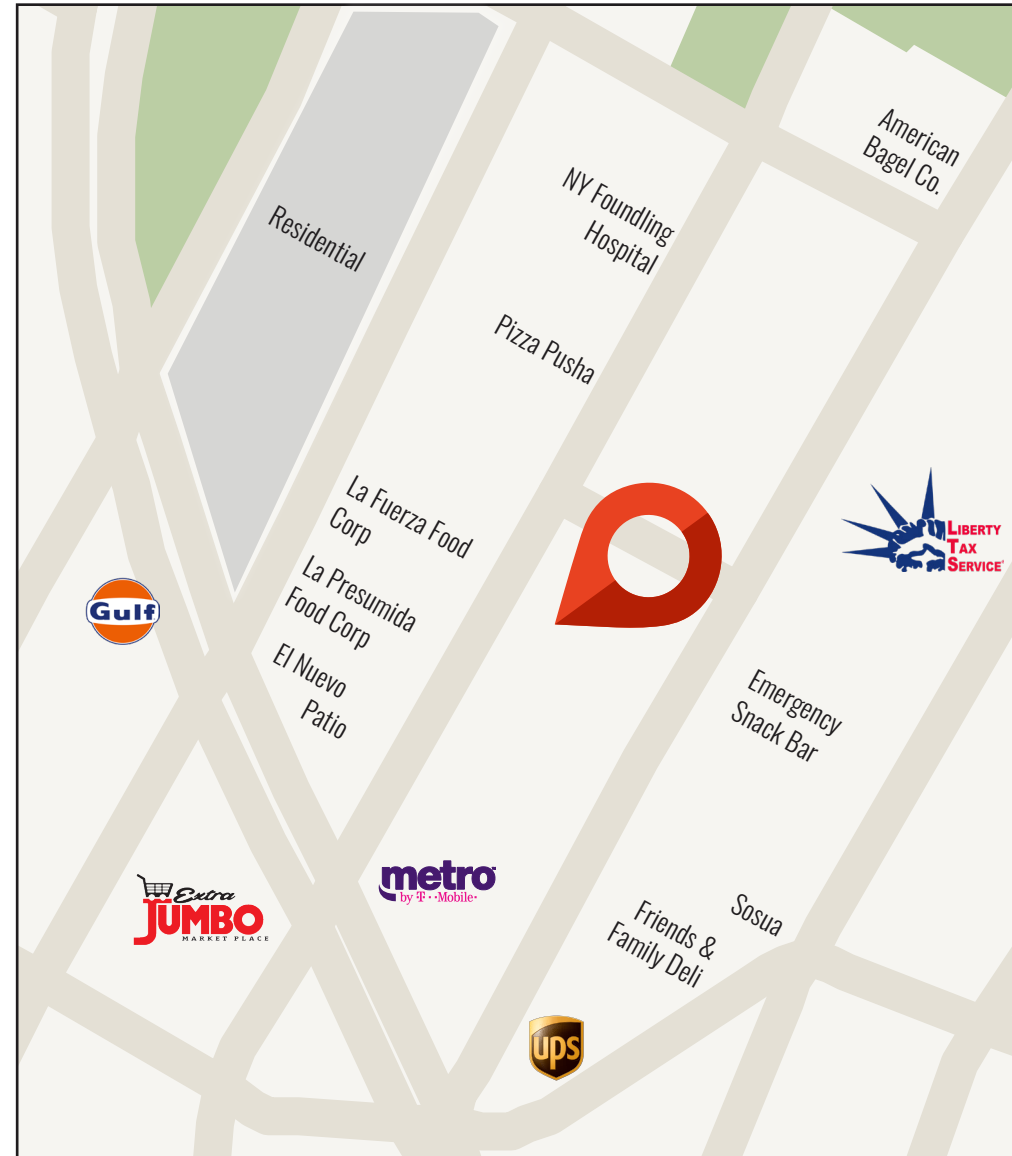 American
Bagel Co.
NY Foundling
Hospital
Residential
Pizza Pusha
La Fuerza Food
Corp
LIBERTY
TAX
SERVICE
La Presumida
Food Corp
Gulf
El Nuevo
Patio
Emergency
Snack Bar
metro
by T-Mobile
Extra
JUMBO
MARKET PLACE
Friends &
Family Deli
Sosua
ups